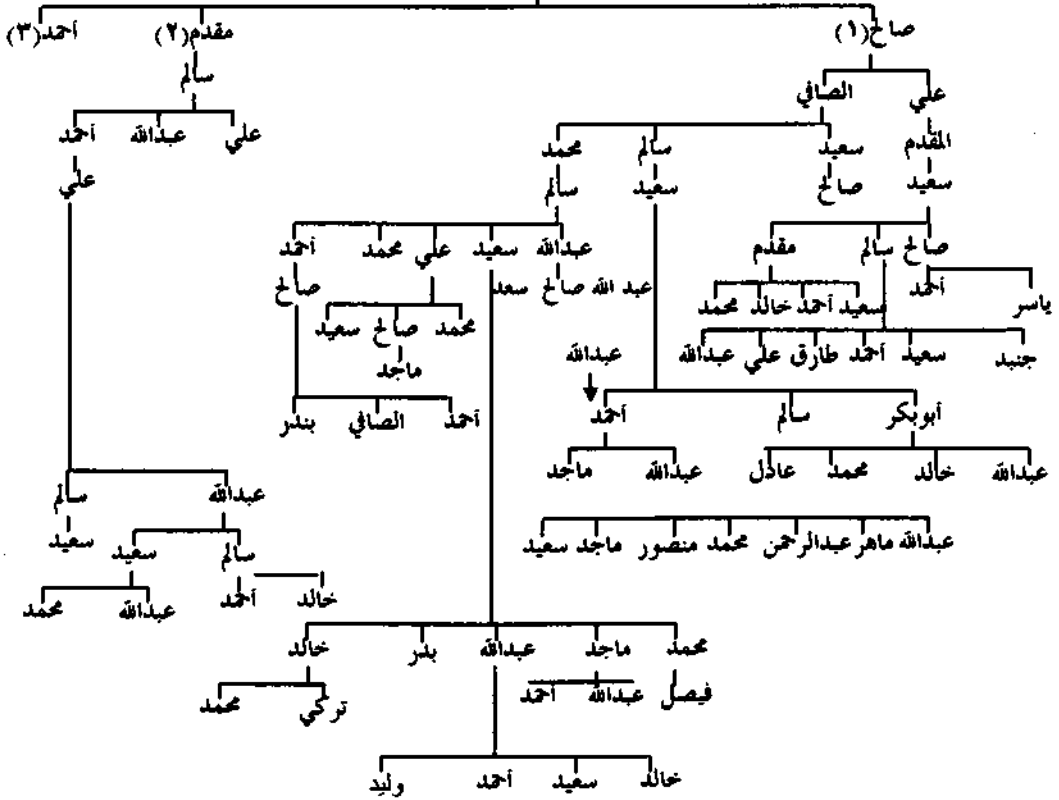 صالح(١) مقدم(٢) أحمد(٣)
علي الصافي سالم
المقدم سعيد سالم محمد علي عبدالله أحمد
سعيد صالح سعيد سالم علي
صالح سالم مقدم عبدالله سعيد علي محمد أحمد
ياسر أحمد سعيد أحمد خالد محمد عبد الله صالح سعد صالح
محمد صالح سعيد
جنيد سعيد أحمد طارق علي عبدالله
ماجد
عبدالله
أبوبكر سالم أحمد أحمد الصافي بندر
عبدالله خالد محمد عادل عبدالله ماجد
عبدالله سالم
عبدالله ماهر عبدالرحمن محمد منصور ماجد سعيد
سالم سعيد سعيد
خالد أحمد عبدالله محمد
محمد ماجد عبدالله بدر خالد
فيصل عبدالله أحمد تركي محمد
خالد سعيد أحمد وليد